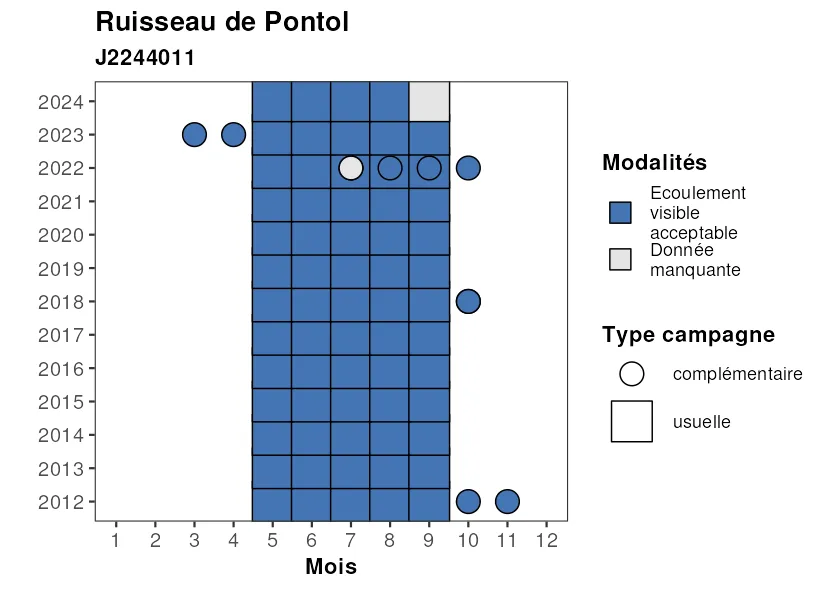 Ruisseau de Pontol
J2244011
2024
2023
2022
2021
2020
2019
2018
2017
2016
2015
2014
2013
2012
1 2 3 4 5 6 7 8 9 10 11 12
Mois
Modalités
Ecoulement
visible
acceptable
Donnée
manquante
Type campagne
complémentaire
usuelle